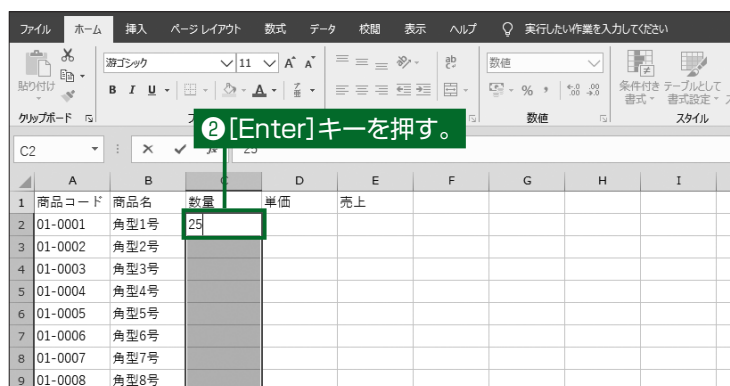 ファイル ホーム 挿入 ページ レイアウト 数式 データ 校閲 表示 ヘルプ 実行したい作業を入力してください
游ゴシック 11 A A ab 数値
貼り付け B I U A 亜 % 条件付き書式 テーブルとして書式設定
クリップボード 数値 スタイル
❷[Enter]キーを押す。
C2 25
A B C D E F G H I
1 商品コード 商品名 数量 単価 売上
2 01-0001 角型1号 25
3 01-0002 角型2号
4 01-0003 角型3号
5 01-0004 角型4号
6 01-0005 角型5号
7 01-0006 角型6号
8 01-0007 角型7号
9 01-0008 角型8号